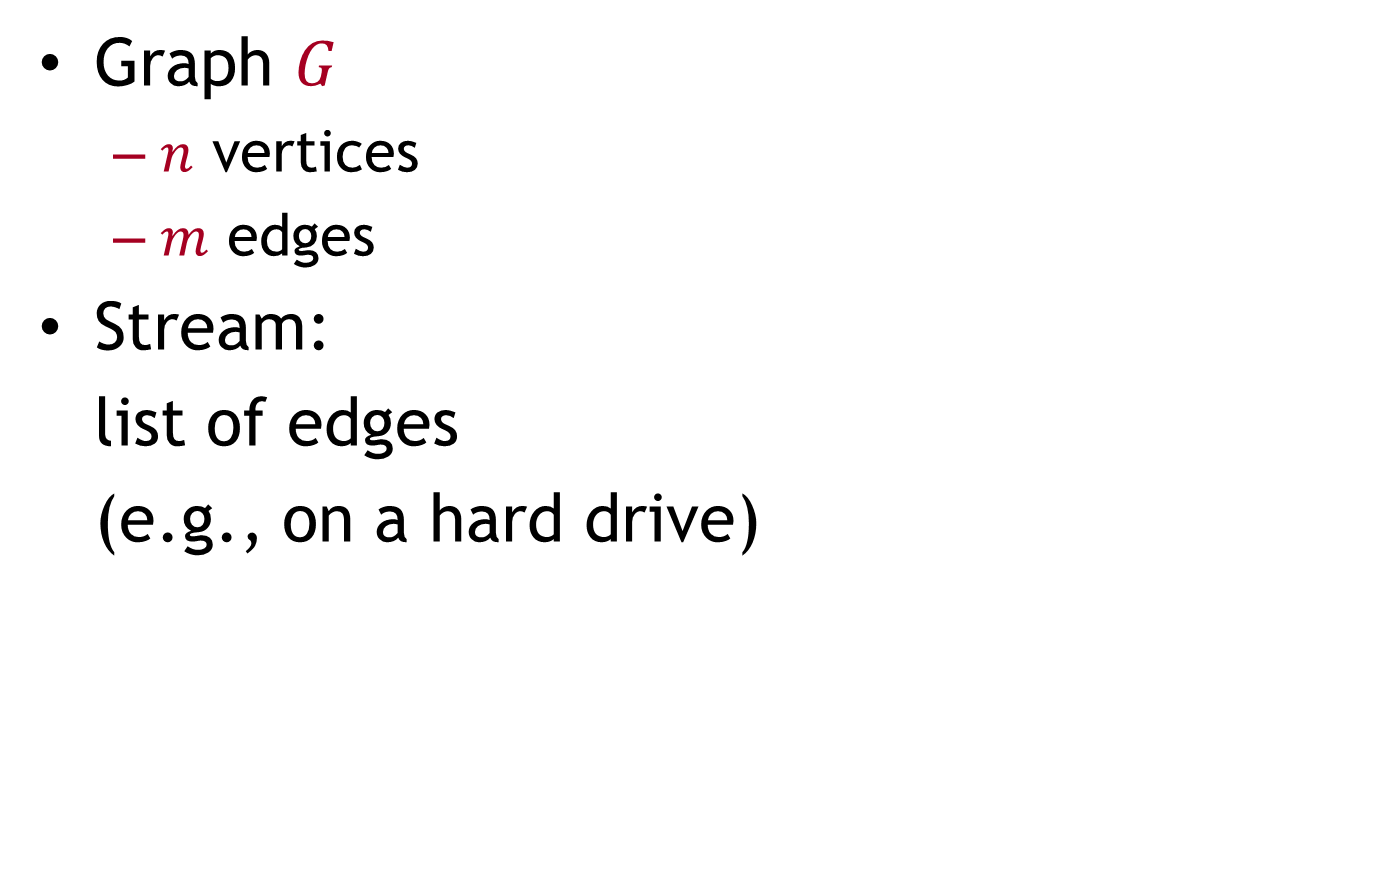 • Graph G
– n vertices
– m edges
• Stream:
list of edges
(e.g., on a hard drive)